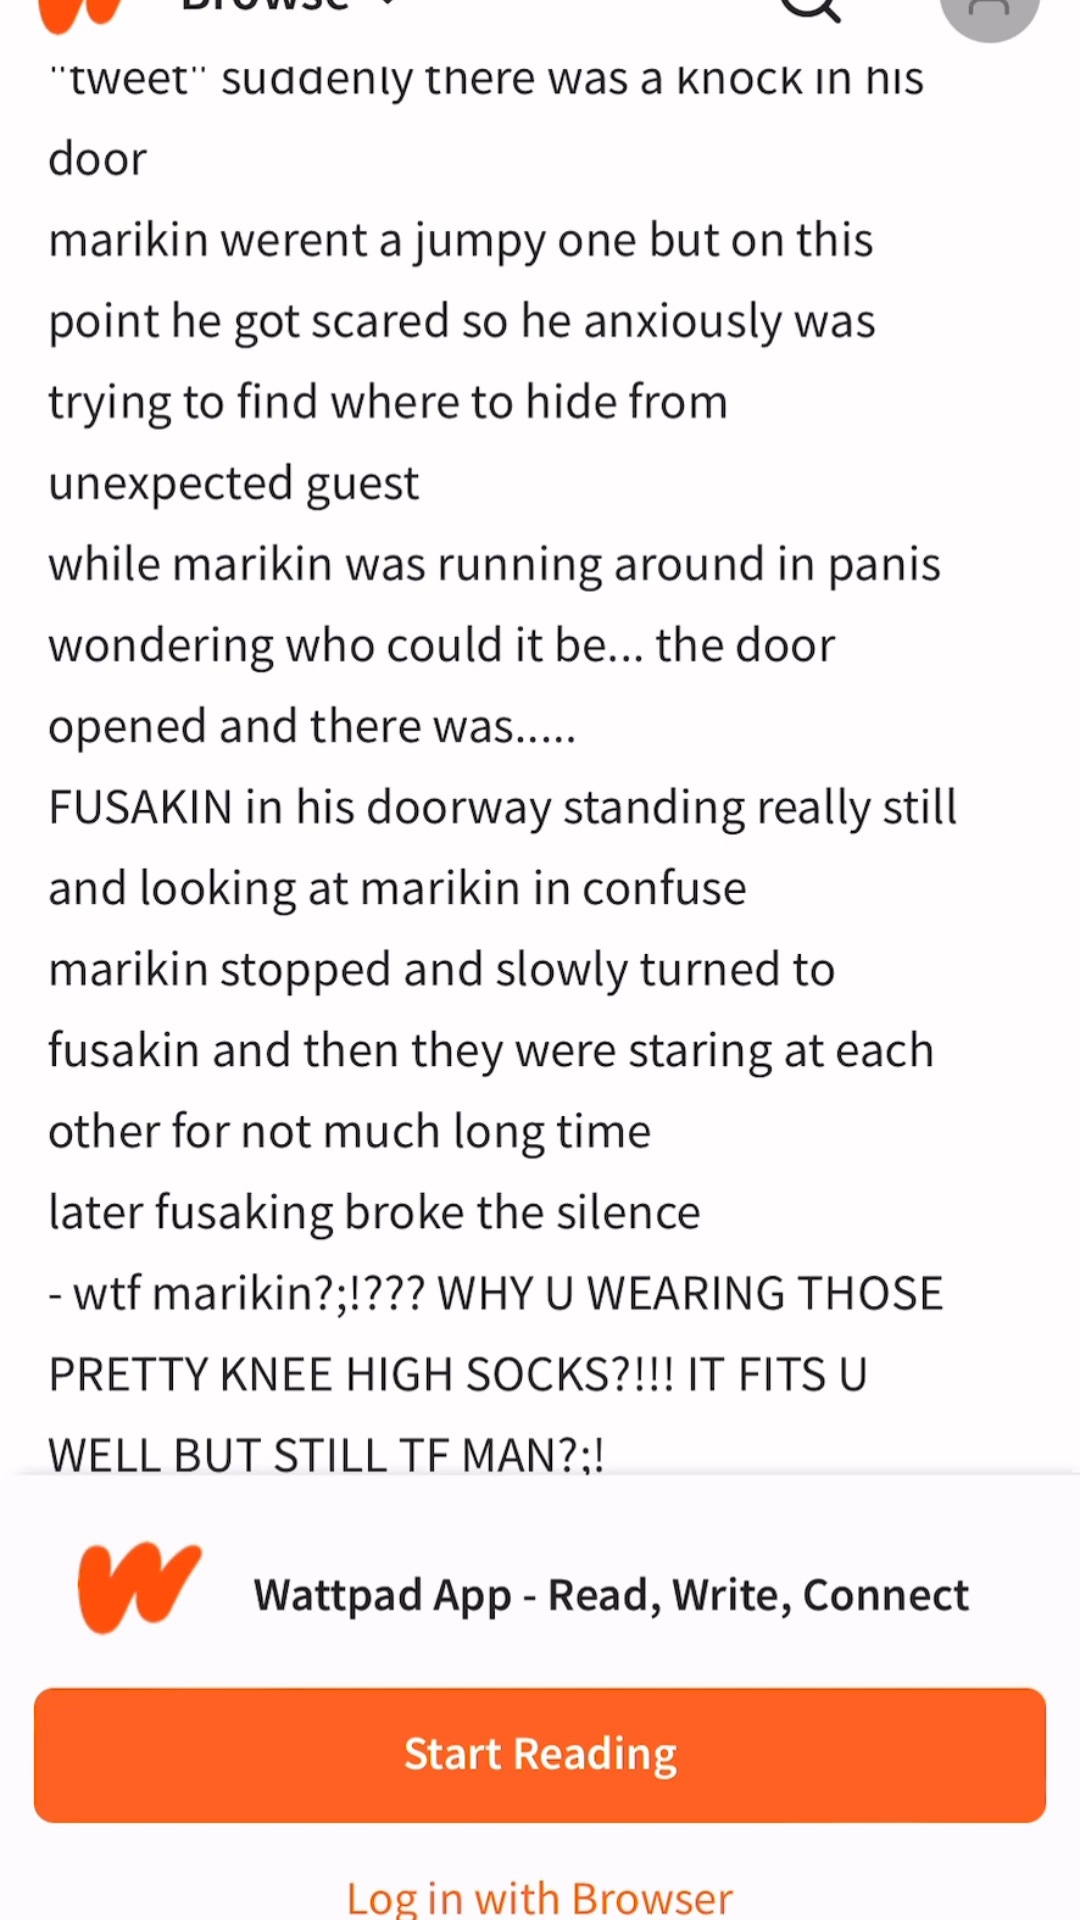 Browse
"tweet" suddenly there was a knock in his
door
marikin werent a jumpy one but on this
point he got scared so he anxiously was
trying to find where to hide from
unexpected guest
while marikin was running around in panis
wondering who could it be... the door
opened and there was.....
FUSAKIN in his doorway standing really still
and looking at marikin in confuse
marikin stopped and slowly turned to
fusakin and then they were staring at each
other for not much long time
later fusaking broke the silence
- wtf marikin?;!??? WHY U WEARING THOSE
PRETTY KNEE HIGH SOCKS?!!! IT FITS U
WELL BUT STILL TF MAN?;!
Wattpad App - Read, Write, Connect
Start Reading
Log in with Browser